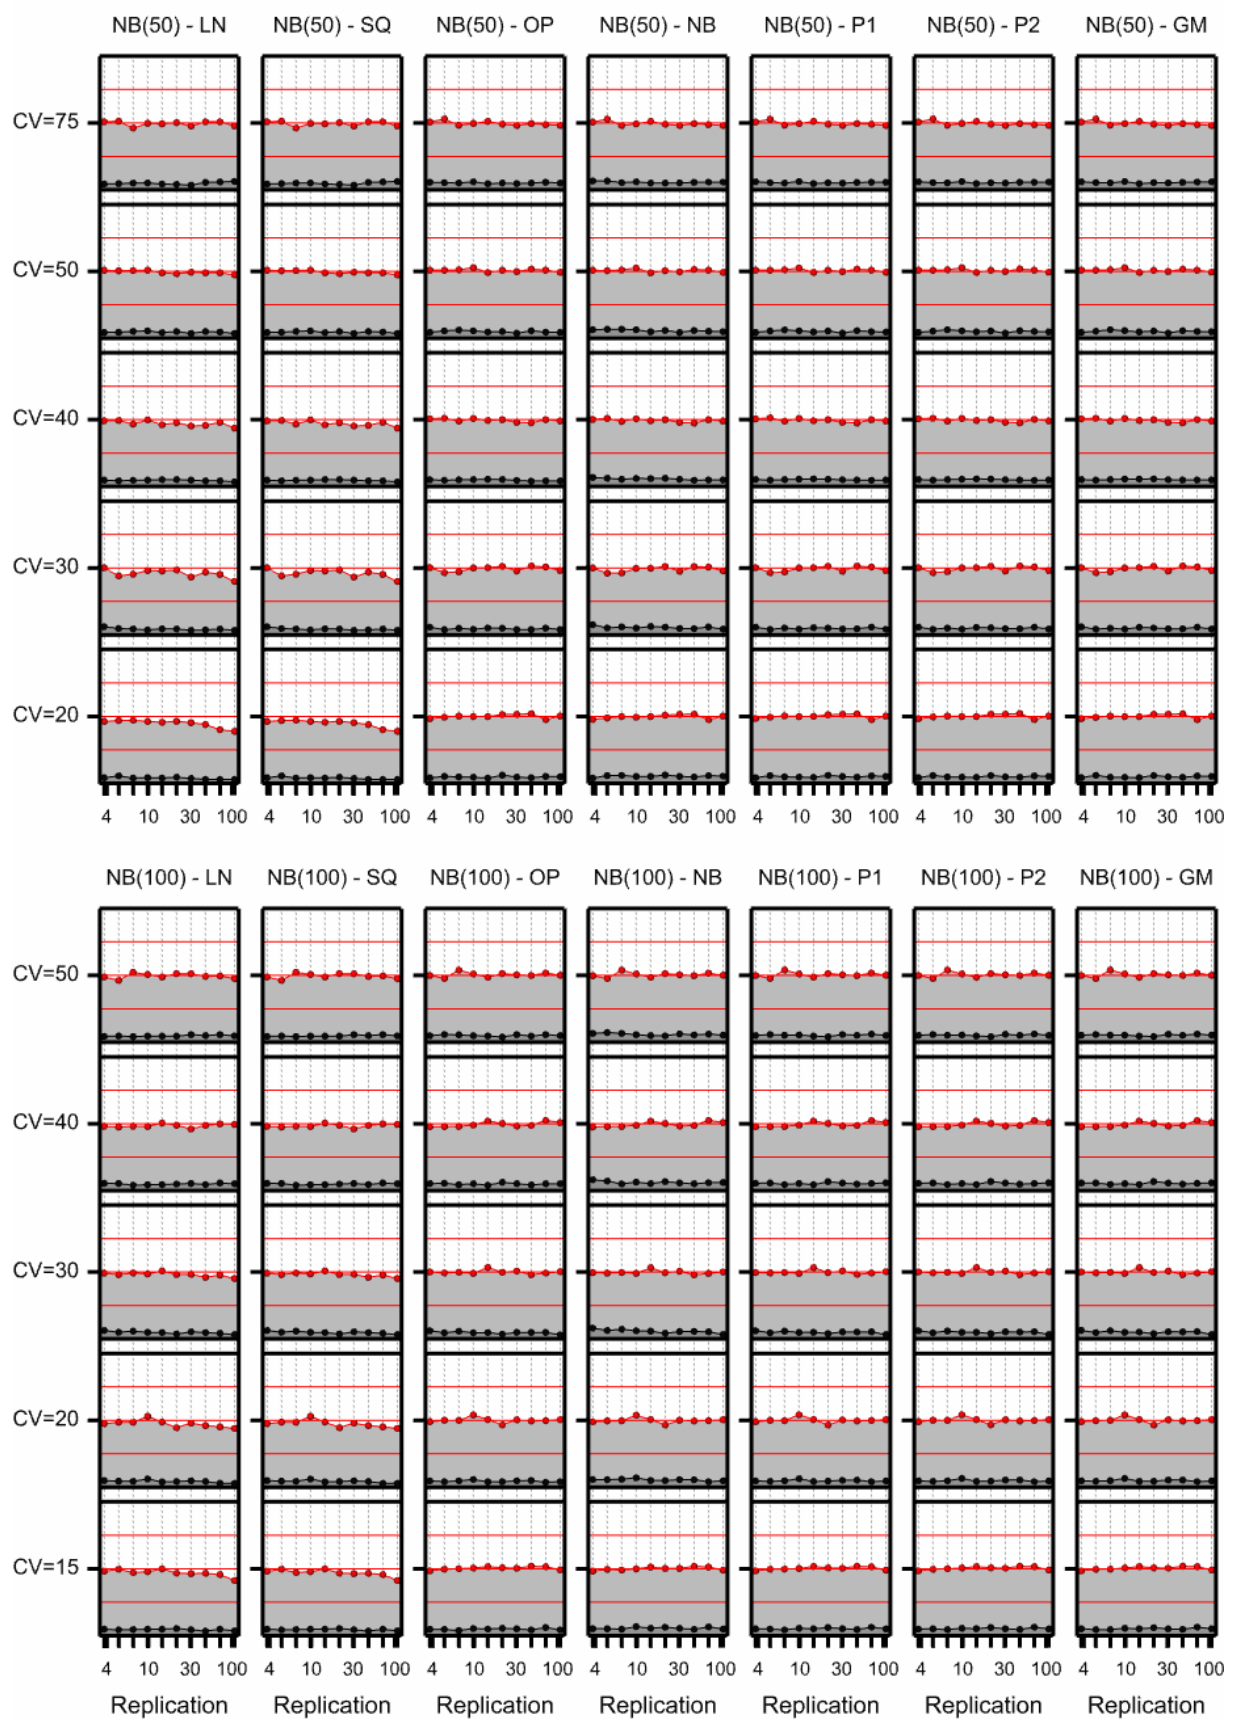 NB(50) - LN NB(50) - SQ NB(50) - OP NB(50) - NB NB(50) - P1 NB(50) - P2 NB(50) - GM
CV=75
CV=50
CV=40
CV=30
CV=20
4 10 30 100 4 10 30 100 4 10 30 100 4 10 30 100 4 10 30 100 4 10 30 100 4 10 30 100
NB(100) - LN NB(100) - SQ NB(100) - OP NB(100) - NB NB(100) - P1 NB(100) - P2 NB(100) - GM
CV=50
CV=40
CV=30
CV=20
CV=15
4 10 30 100 4 10 30 100 4 10 30 100 4 10 30 100 4 10 30 100 4 10 30 100 4 10 30 100
Replication Replication Replication Replication Replication Replication Replication